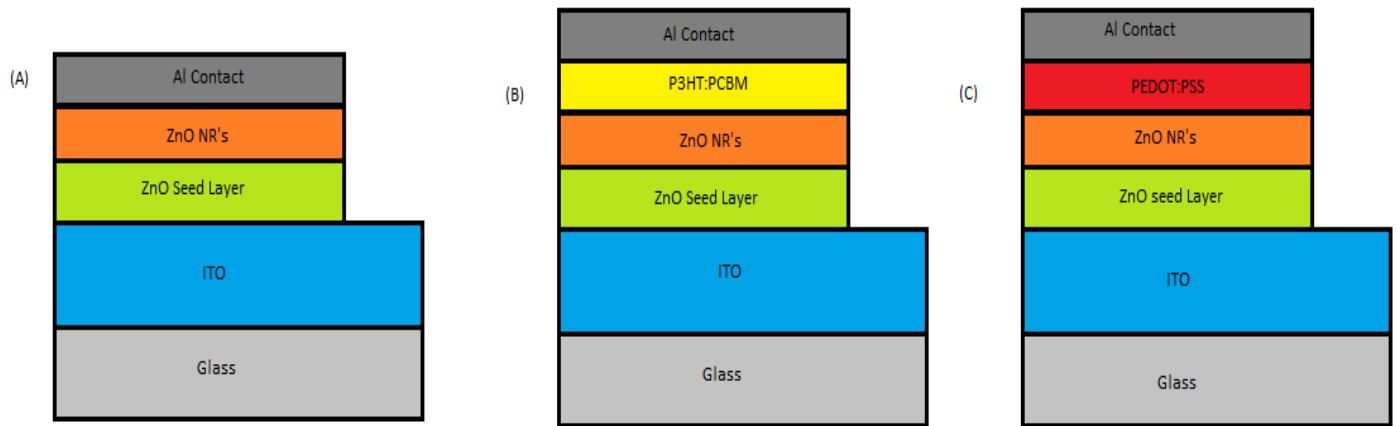 (A)
Al Contact
ZnO NR's
ZnO Seed Layer
ITO
Glass
(B)
Al Contact
P3HT:PCBM
ZnO NR's
ZnO Seed Layer
ITO
Glass
(C)
Al Contact
PEDOT:PSS
ZnO NR's
ZnO seed Layer
ITO
Glass